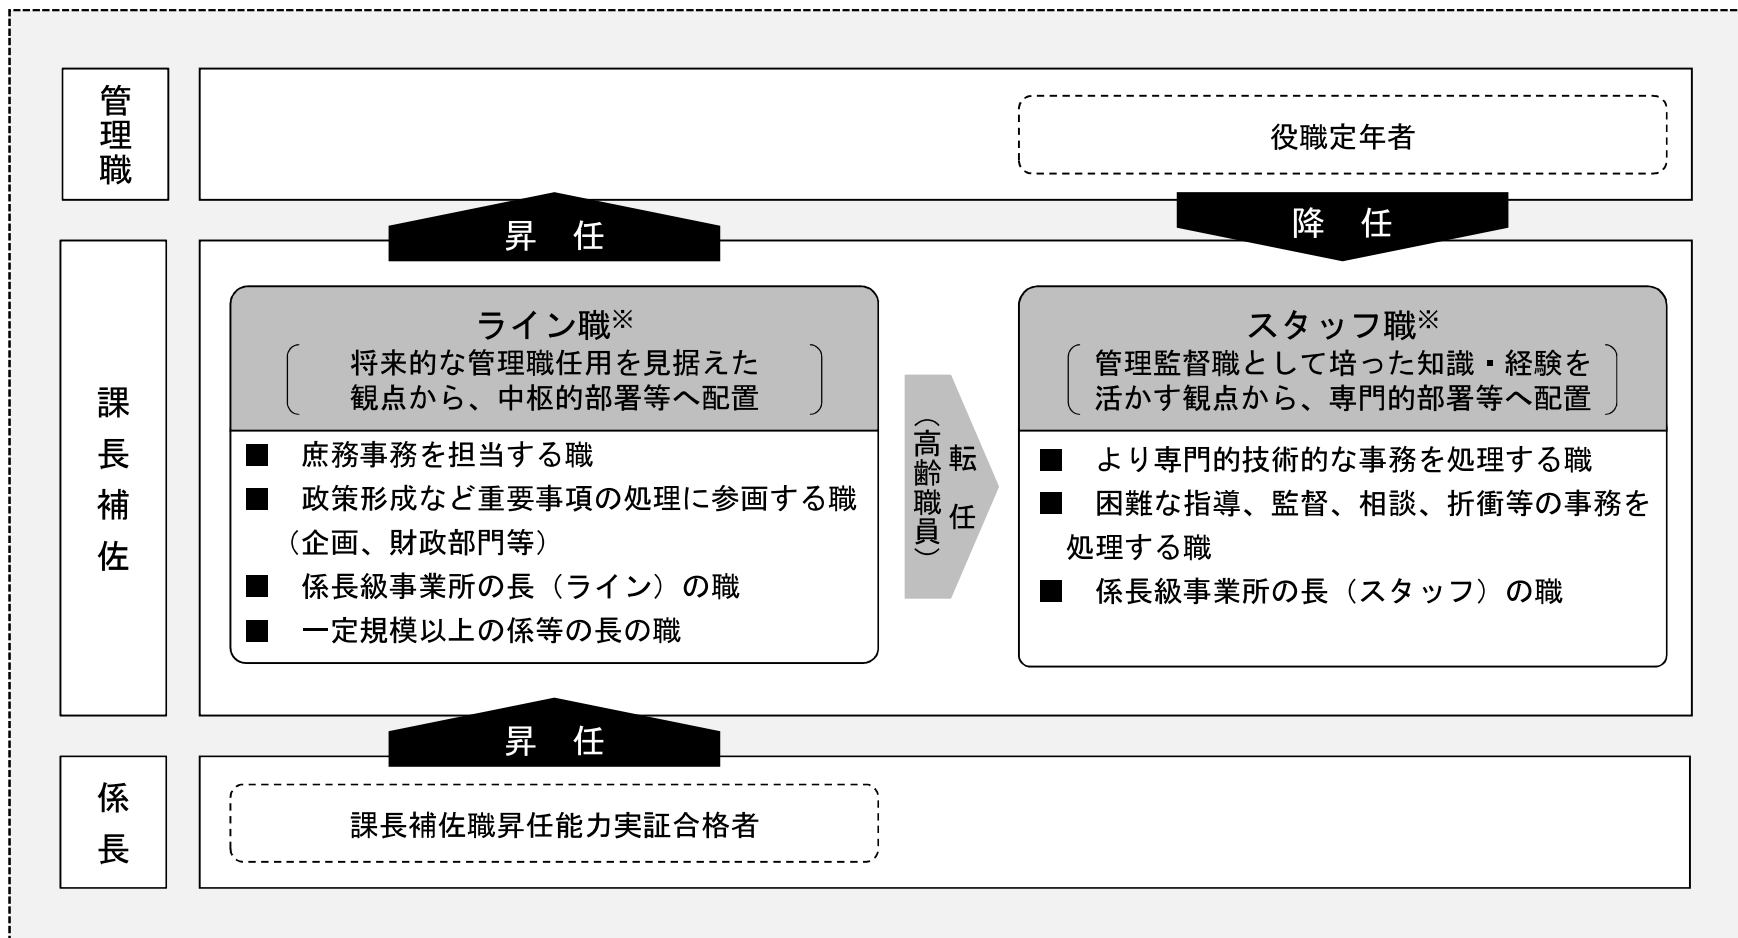 管理職
役職定年者
昇 任
降 任
課長補佐
ライン職※
将来的な管理職任用を見据えた
観点から、中枢的部署等へ配置
■ 庶務事務を担当する職
■ 政策形成など重要事項の処理に参画する職
（企画、財政部門等）
■ 係長級事業所の長（ライン）の職
■ 一定規模以上の係等の長の職
転 任
（高齢職員）
スタッフ職※
管理監督職として培った知識・経験を
活かす観点から、専門的部署等へ配置
■ より専門的技術的な事務を処理する職
■ 困難な指導、監督、相談、折衝等の事務を
処理する職
■ 係長級事業所の長（スタッフ）の職
昇 任
係長
課長補佐職昇任能力実証合格者